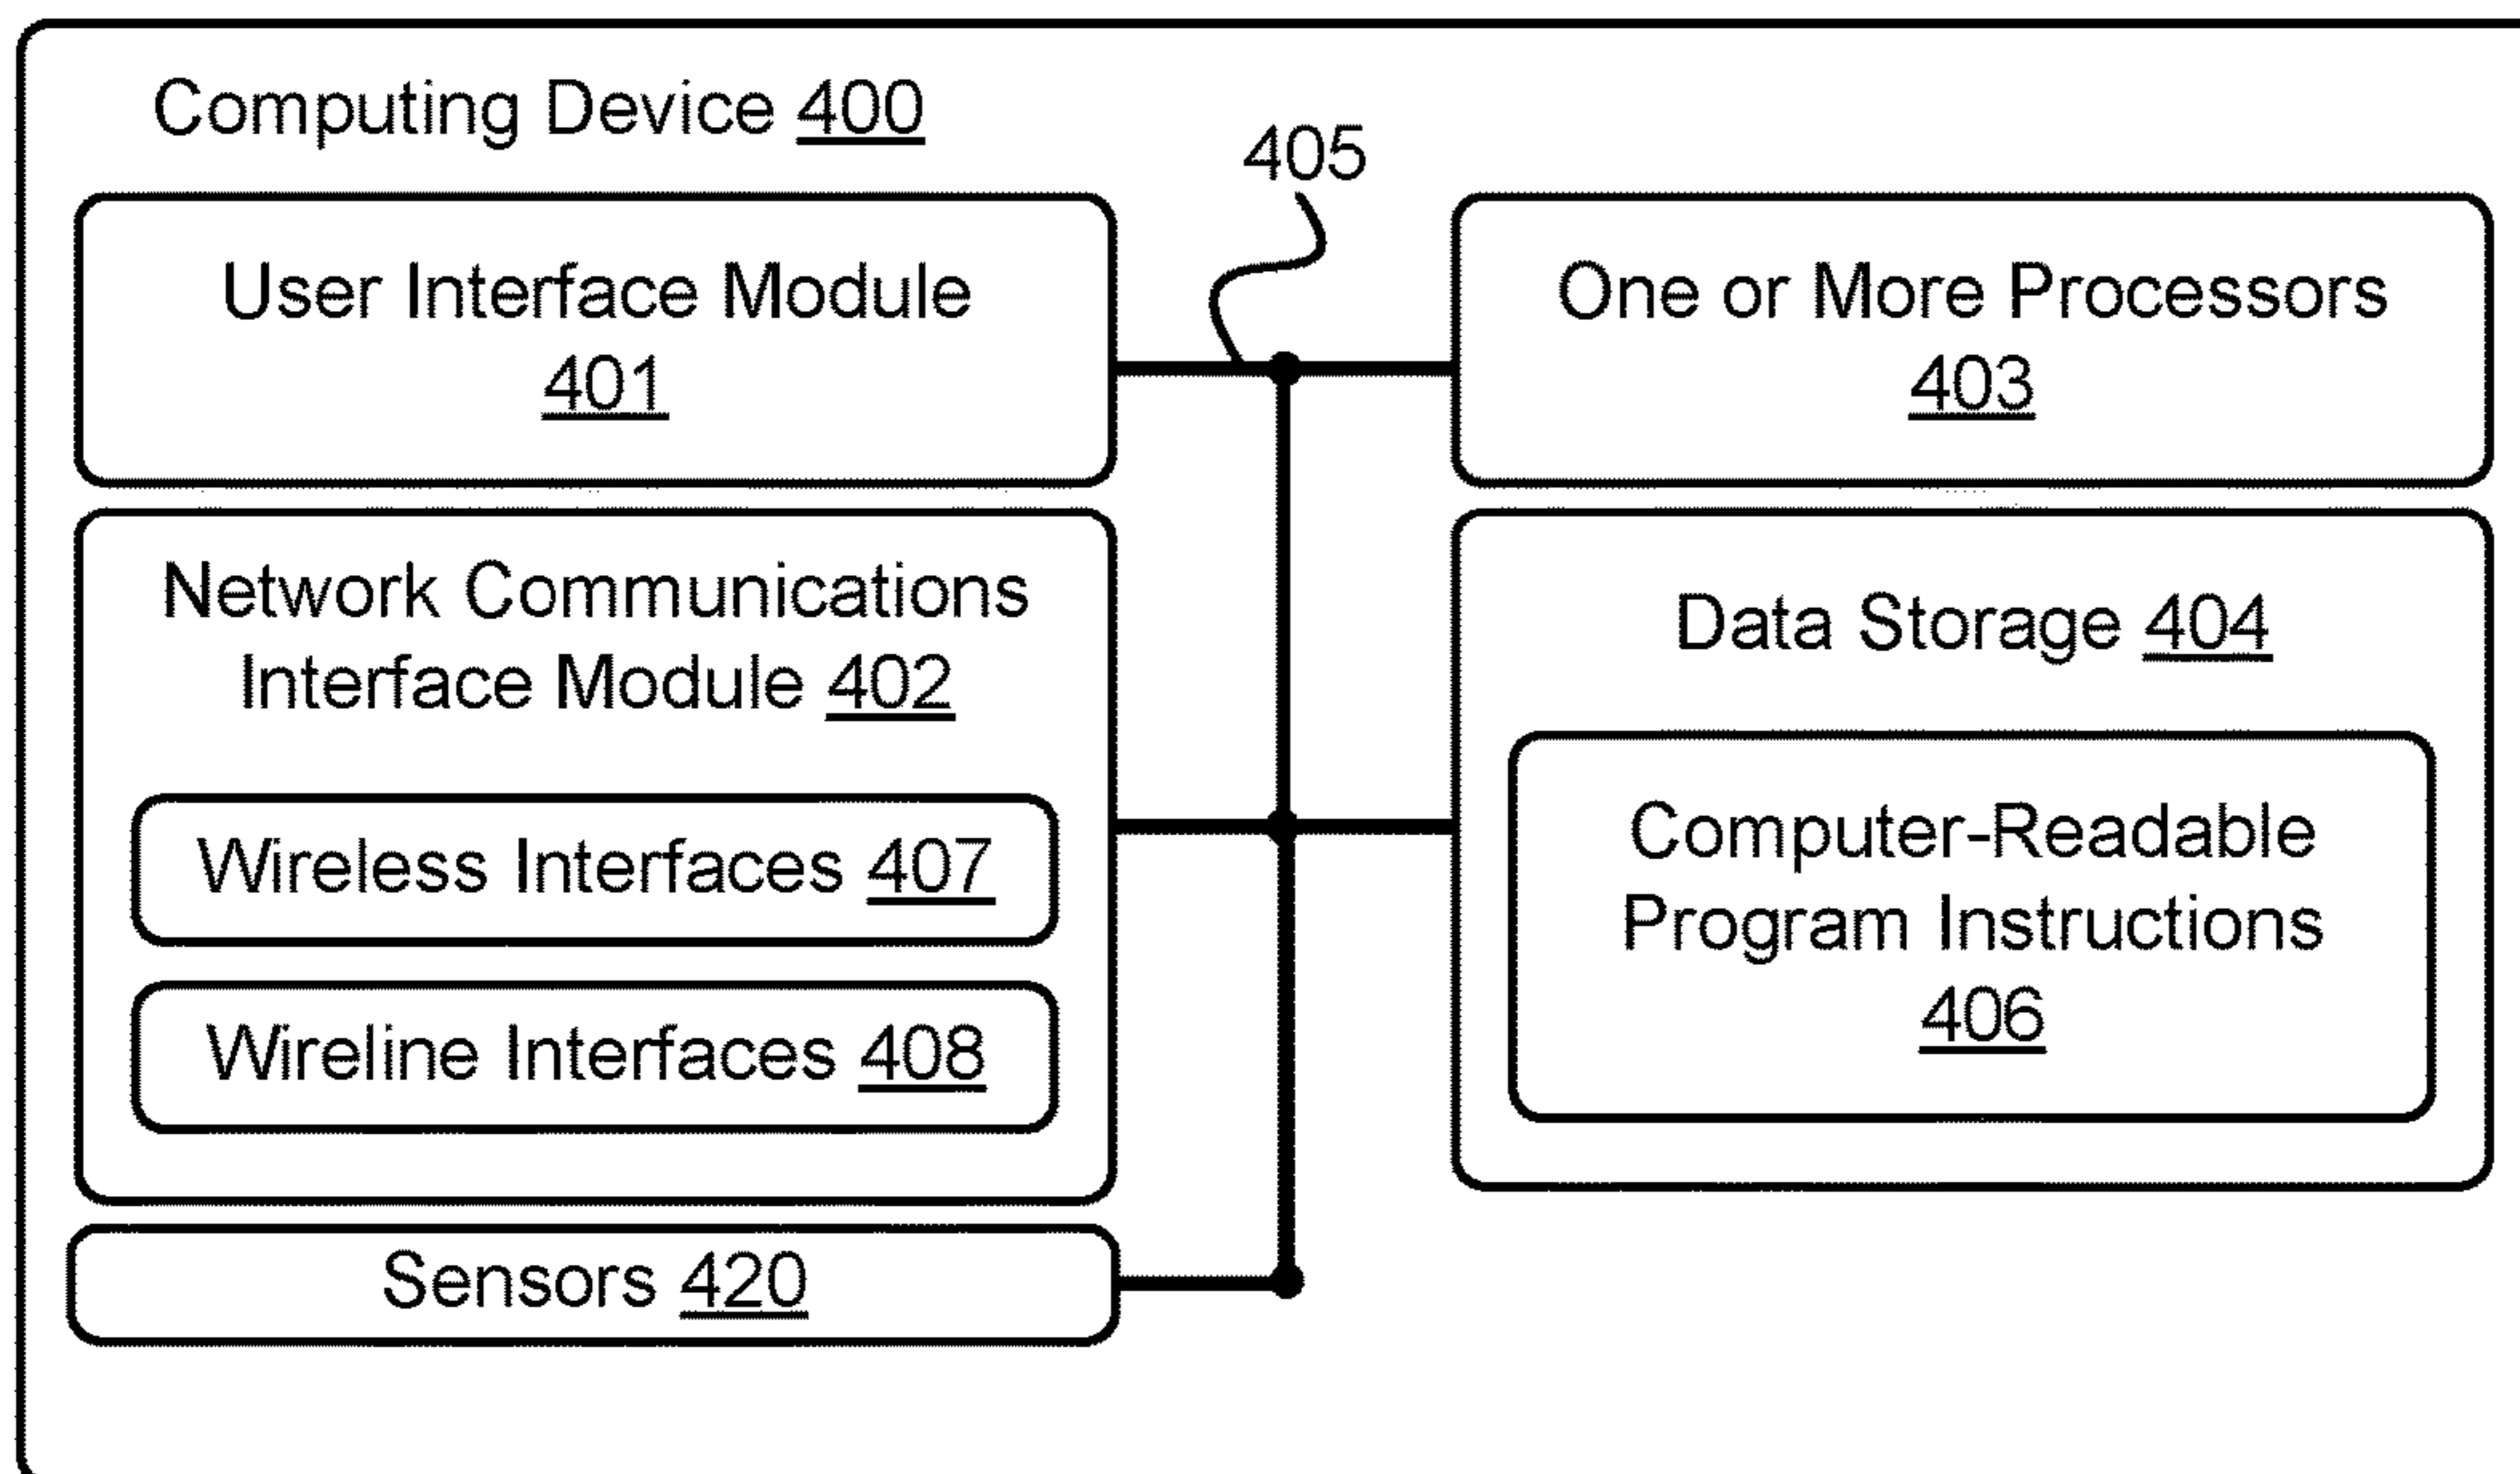 Computing Device 400
405
User Interface Module
401
One or More Processors
403
Network Communications
Interface Module 402
Wireless Interfaces 407
Wireline Interfaces 408
Data Storage 404
Computer-Readable
Program Instructions
406
Sensors 420